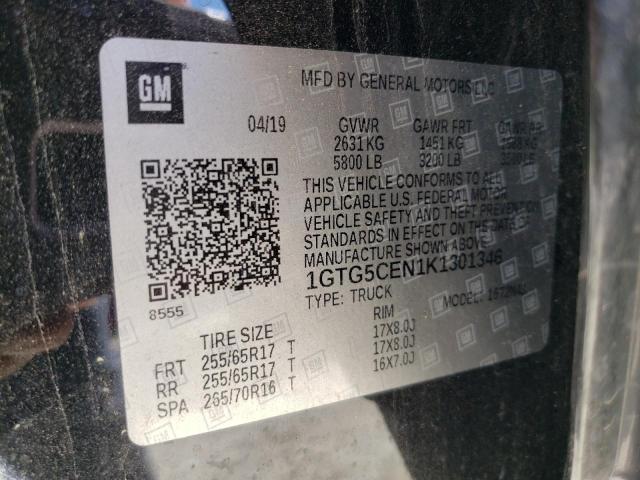 GM
MFD BY GENERAL MOTORS LLC
04/19 GVWR GAWR FRT GAWR RR
2631 KG 1451 KG
5800 LB 3200 LB
THIS VEHICLE CONFORMS TO ALL
APPLICABLE U.S. FEDERAL MOTOR
VEHICLE SAFETY AND THEFT PREVENTION
STANDARDS IN EFFECT ON THE DATE OF
MANUFACTURE SHOWN ABOVE.
1GTG5CEN1K1301346
8555 TYPE: TRUCK MODEL:
TIRE SIZE RIM
FRT 255/65R17 T 17X8.0J
RR 255/65R17 T 17X8.0J
SPA 265/70R16 T 16X7.0J